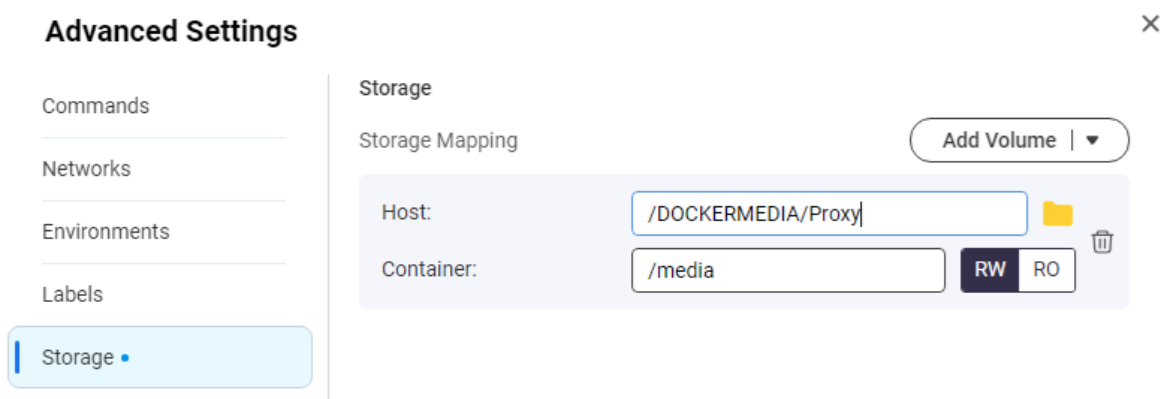 Advanced Settings
Commands
Networks
Environments
Labels
Storage
Storage
Storage Mapping
Add Volume
Host:
/DOCKERMEDIA/Proxy
Container:
/media
RW
RO